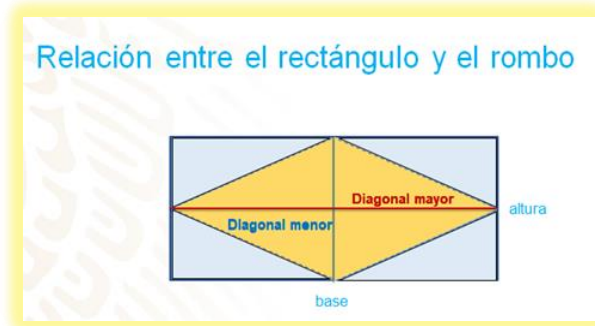 Relación entre el rectángulo y el rombo
Diagonal mayor
altura
Diagonal menor
base